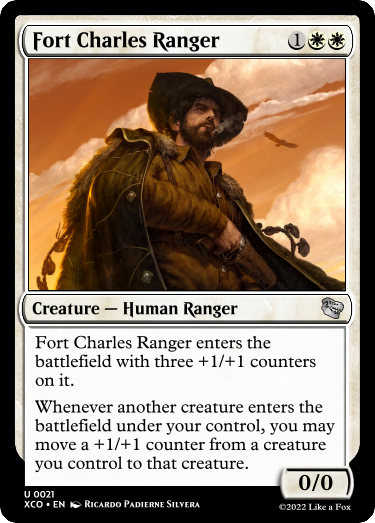 Fort Charles Ranger 1
Creature — Human Ranger
Fort Charles Ranger enters the
battlefield with three +1/+1 counters
on it.
Whenever another creature enters the
battlefield under your control, you may
move a +1/+1 counter from a creature
you control to that creature.
0/0
U 0021
XCO • EN Ricardo Padierne Silvera
©2022 Like a Fox